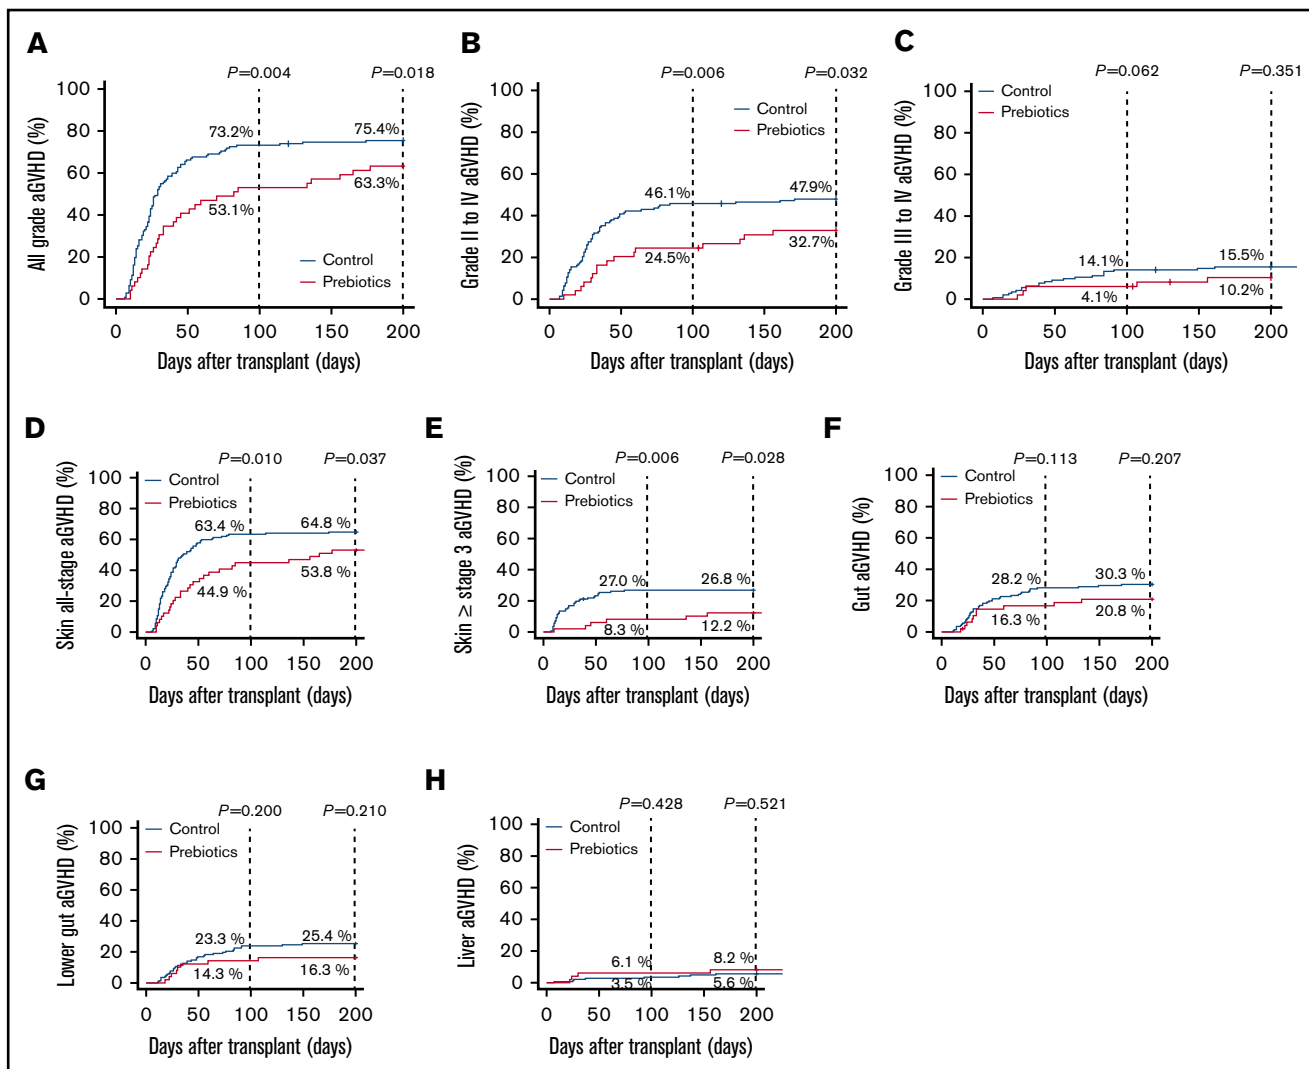 A
P=0.004
P=0.018
All grade aGVHD (%)
100
80
60
40
20
0
73.2%
75.4%
53.1%
63.3%
Control
Prebiotics
0 50 100 150 200
Days after transplant (days)
B
P=0.006
P=0.032
Grade II to IV aGVHD (%)
100
80
60
40
20
0
Control
Prebiotics
46.1%
47.9%
24.5%
32.7%
0 50 100 150 200
Days after transplant (days)
C
P=0.062
P=0.351
Grade III to IV aGVHD (%)
100
80
60
40
20
0
Control
Prebiotics
14.1%
15.5%
4.1%
10.2%
0 50 100 150 200
Days after transplant (days)
D
P=0.010
P=0.037
Skin all-stage aGVHD (%)
100
80
60
40
20
0
Control
Prebiotics
63.4 %
64.8 %
44.9 %
53.8 %
0 50 100 150 200
Days after transplant (days)
E
P=0.006
P=0.028
Skin ≥ stage 3 aGVHD (%)
100
80
60
40
20
0
Control
Prebiotics
27.0 %
26.8 %
8.3 %
12.2 %
0 50 100 150 200
Days after transplant (days)
F
P=0.113
P=0.207
Gut aGVHD (%)
100
80
60
40
20
0
Control
Prebiotics
28.2 %
30.3 %
16.3 %
20.8 %
0 50 100 150 200
Days after transplant (days)
G
P=0.200
P=0.210
Lower gut aGVHD (%)
100
80
60
40
20
0
Control
Prebiotics
23.3 %
25.4 %
14.3 %
16.3 %
0 50 100 150 200
Days after transplant (days)
H
P=0.428
P=0.521
Liver aGVHD (%)
100
80
60
40
20
0
Control
Prebiotics
6.1 %
8.2 %
3.5 %
5.6 %
0 50 100 150 200
Days after transplant (days)